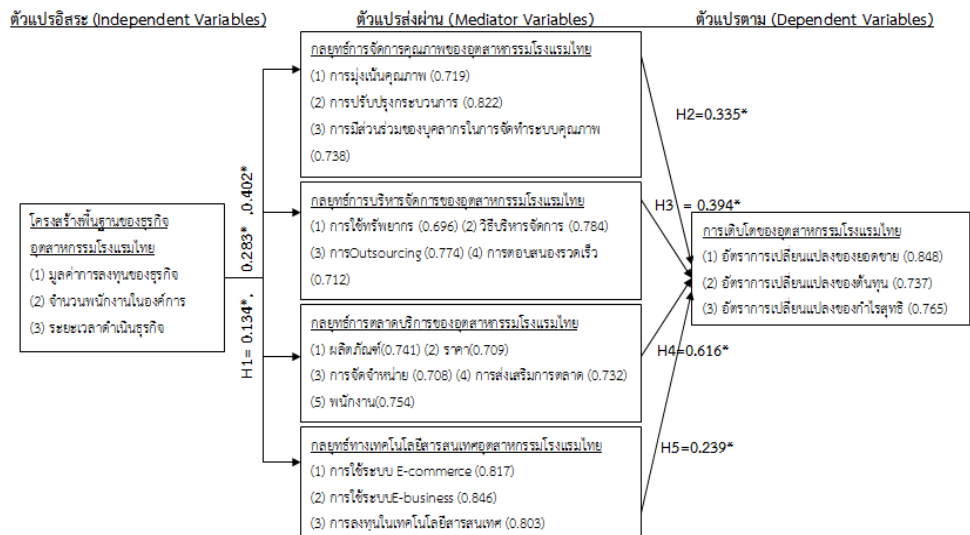 ตัวแปรอิสระ (Independent Variables)
ตัวแปรส่งผ่าน (Mediator Variables)
ตัวแปรตาม (Dependent Variables)
โครงสร้างพื้นฐานของธุรกิจ
อุตสาหกรรมโรงแรมไทย
(1) มูลค่าการลงทุนของธุรกิจ
(2) จำนวนพนักงานในองค์การ
(3) ระยะเวลาดำเนินธุรกิจ
H1= 0.134*, 0.283* ,0.402*
กลยุทธ์การจัดการคุณภาพของอุตสาหกรรมโรงแรมไทย
(1) การมุ่งเน้นคุณภาพ (0.719)
(2) การปรับปรุงกระบวนการ (0.822)
(3) การมีส่วนร่วมของบุคลากรในการจัดทำระบบคุณภาพ
(0.738)
กลยุทธ์การบริหารจัดการของอุตสาหกรรมโรงแรมไทย
(1) การใช้ทรัพยากร (0.696) (2) วิธีบริหารจัดการ (0.784)
(3) การOutsourcing (0.774) (4) การตอบสนองรวดเร็ว
(0.712)
กลยุทธ์การตลาดบริการของอุตสาหกรรมโรงแรมไทย
(1) ผลิตภัณฑ์(0.741) (2) ราคา(0.709)
(3) การจัดจำหน่าย (0.708) (4) การส่งเสริมการตลาด (0.732)
(5) พนักงาน(0.754)
กลยุทธ์ทางเทคโนโลยีสารสนเทศอุตสาหกรรมโรงแรมไทย
(1) การใช้ระบบ E-commerce (0.817)
(2) การใช้ระบบE-business (0.846)
(3) การลงทุนในเทคโนโลยีสารสนเทศ (0.803)
H2=0.335*
H3 = 0.394*
H4=0.616*
H5=0.239*
การเติบโตของอุตสาหกรรมโรงแรมไทย
(1) อัตราการเปลี่ยนแปลงของยอดขาย (0.848)
(2) อัตราการเปลี่ยนแปลงของต้นทุน (0.737)
(3) อัตราการเปลี่ยนแปลงของกำไรสุทธิ (0.765)